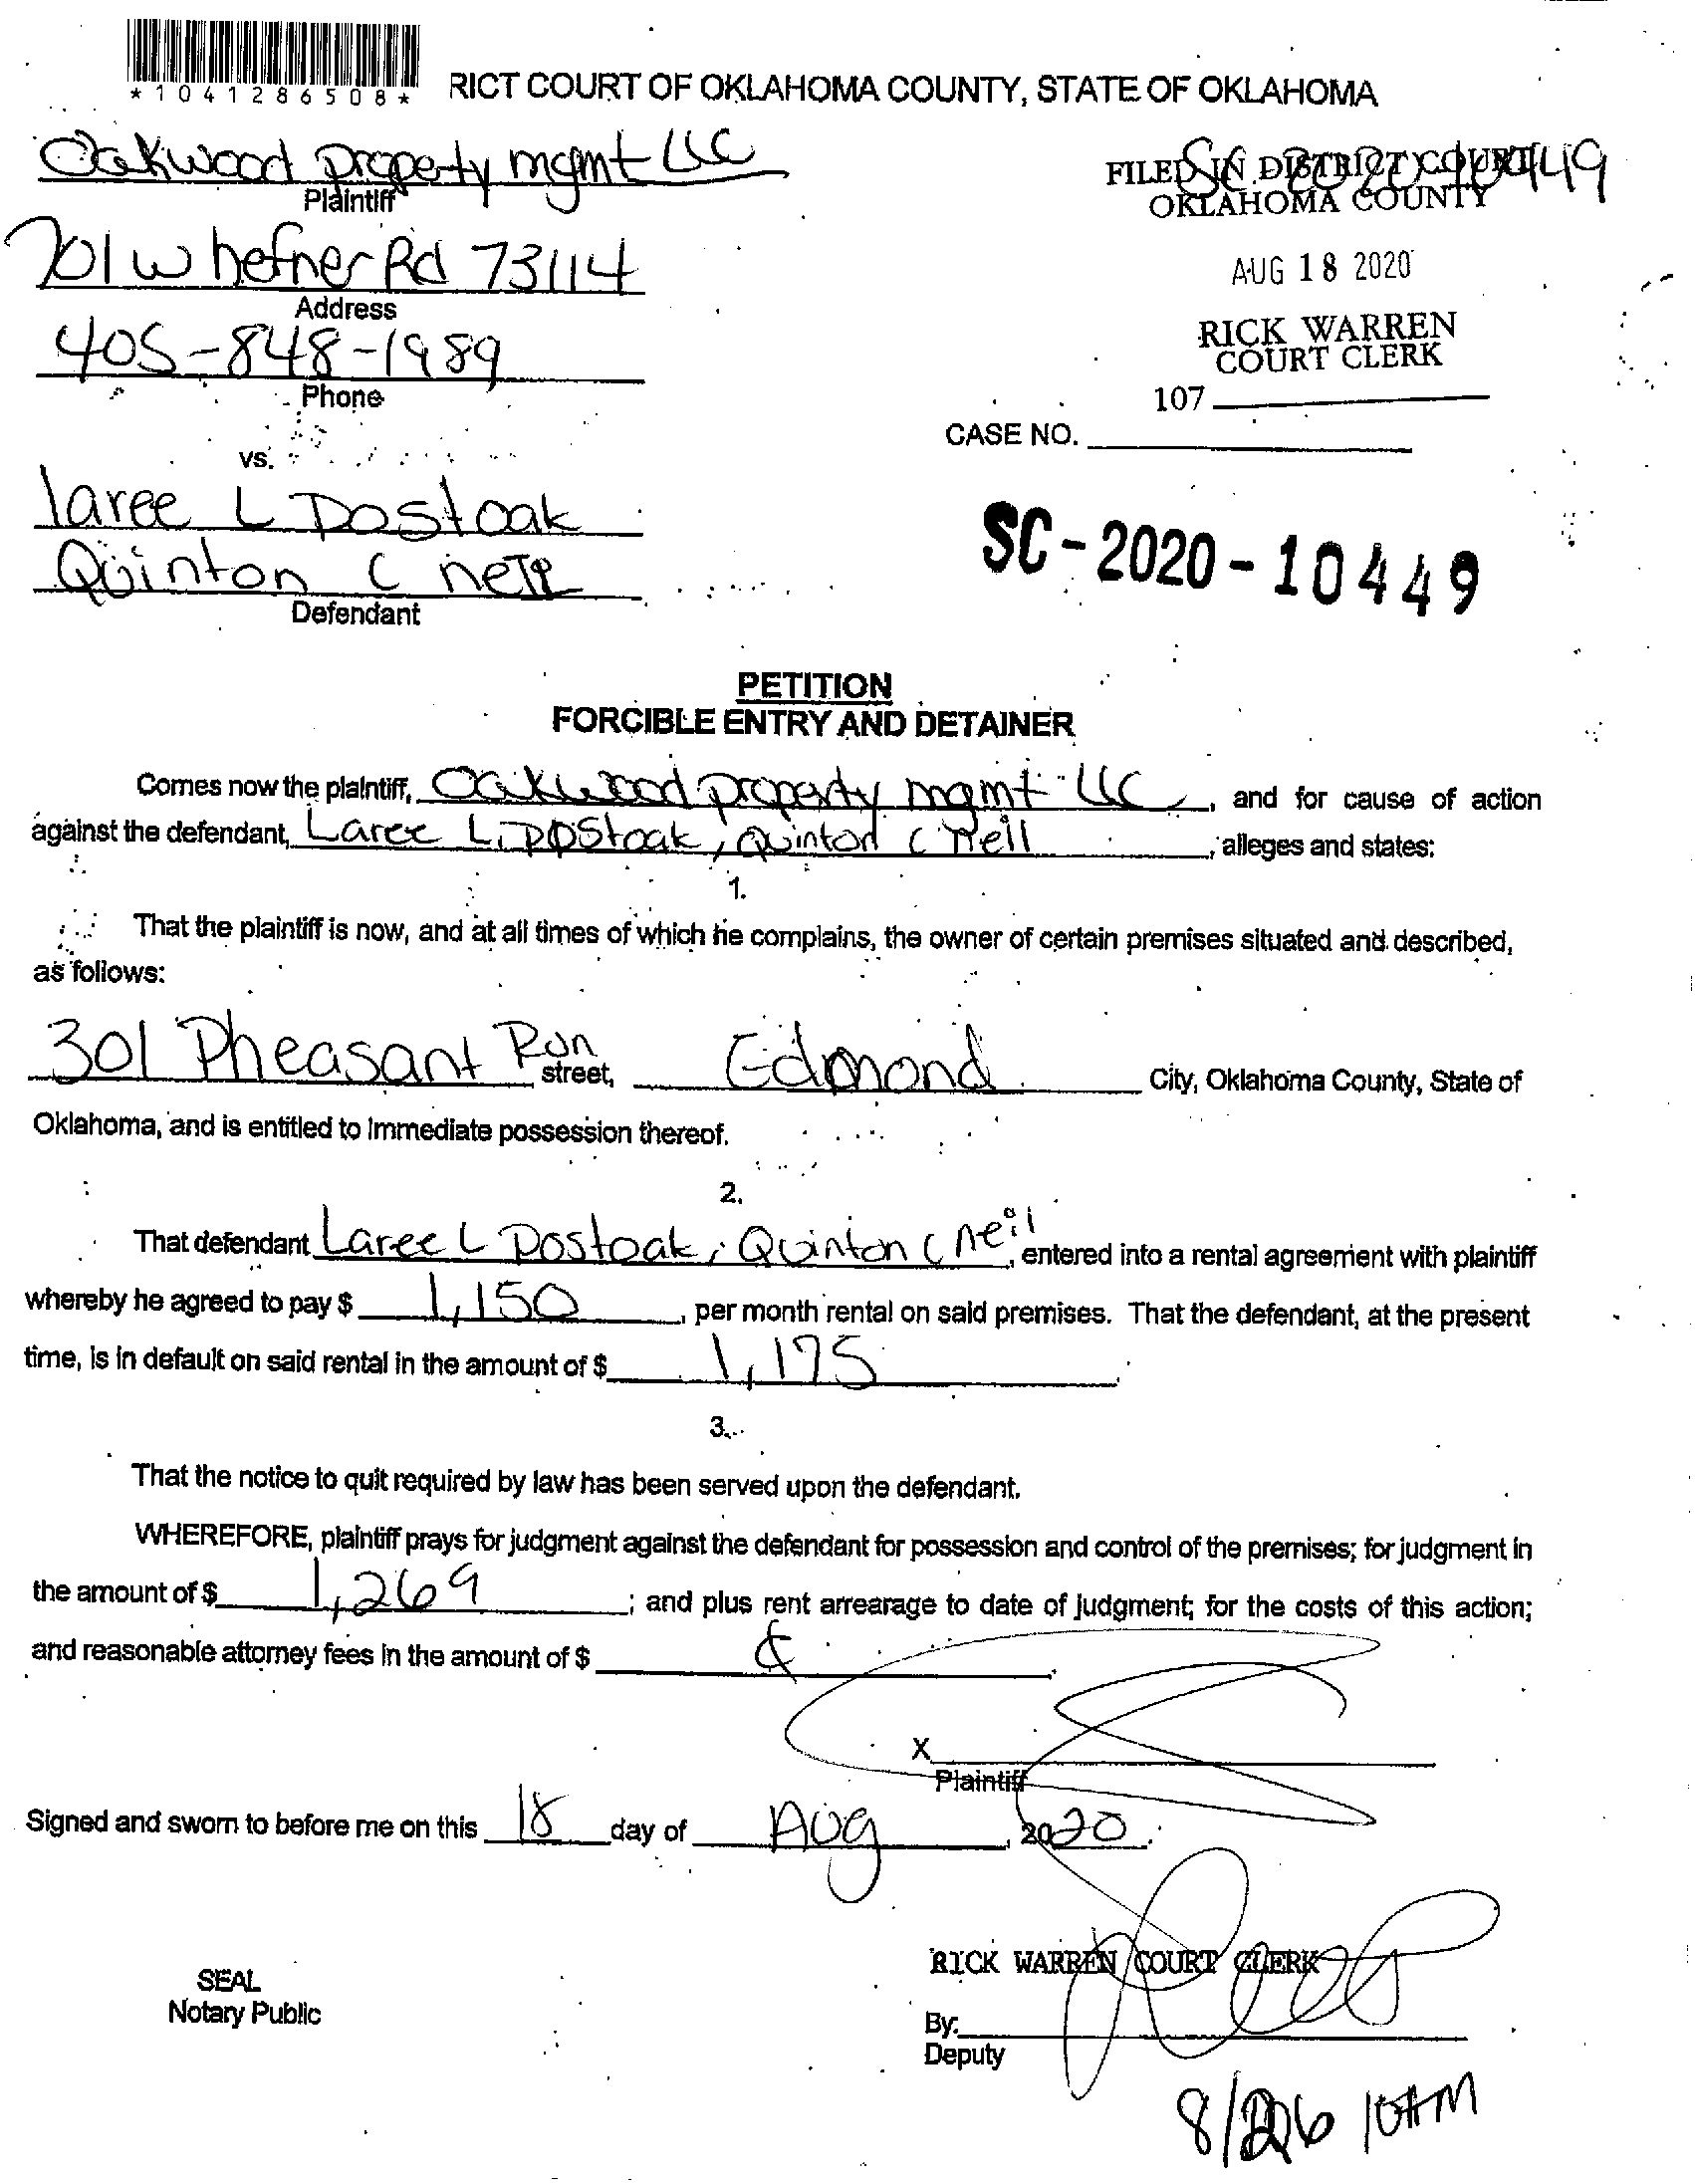 *1041286508*
RICT COURT OF OKLAHOMA COUNTY, STATE OF OKLAHOMA
Oakwood property mgmt LLC
Plaintiff
FILED IN DISTRICT COURT
OKLAHOMA COUNTY
701 W hefner Rd 73114
Address
AUG 18 2020
405-848-1989
Phone
RICK WARREN
COURT CLERK
107
CASE NO.
vs.
laree L Postoak
Quinton C neil
Defendant
SC-2020-10449
PETITION
FORCIBLE ENTRY AND DETAINER
Comes now the plaintiff, Oakwood property mgmt LLC, and for cause of action
against the defendant, Laree L. Postoak, Quinton C Neil, alleges and states:
1.
That the plaintiff is now, and at all times of which he complains, the owner of certain premises situated and described,
as follows:
301 Pheasant Run street, Edmond City, Oklahoma County, State of
Oklahoma, and is entitled to immediate possession thereof.
2.
That defendant Laree L Postoak, Quinton C neil, entered into a rental agreement with plaintiff
whereby he agreed to pay $ 1,150, per month rental on said premises. That the defendant, at the present
time, is in default on said rental in the amount of $ 1,175.
3.
That the notice to quit required by law has been served upon the defendant.
WHEREFORE, plaintiff prays for judgment against the defendant for possession and control of the premises; for judgment in
the amount of $ 1,269; and plus rent arrearage to date of judgment; for the costs of this action;
and reasonable attorney fees in the amount of $
X
Plaintiff
Signed and sworn to before me on this 18 day of Aug, 2020.
RICK WARREN COURT CLERK
SEAL
Notary Public
By:
Deputy
10AM